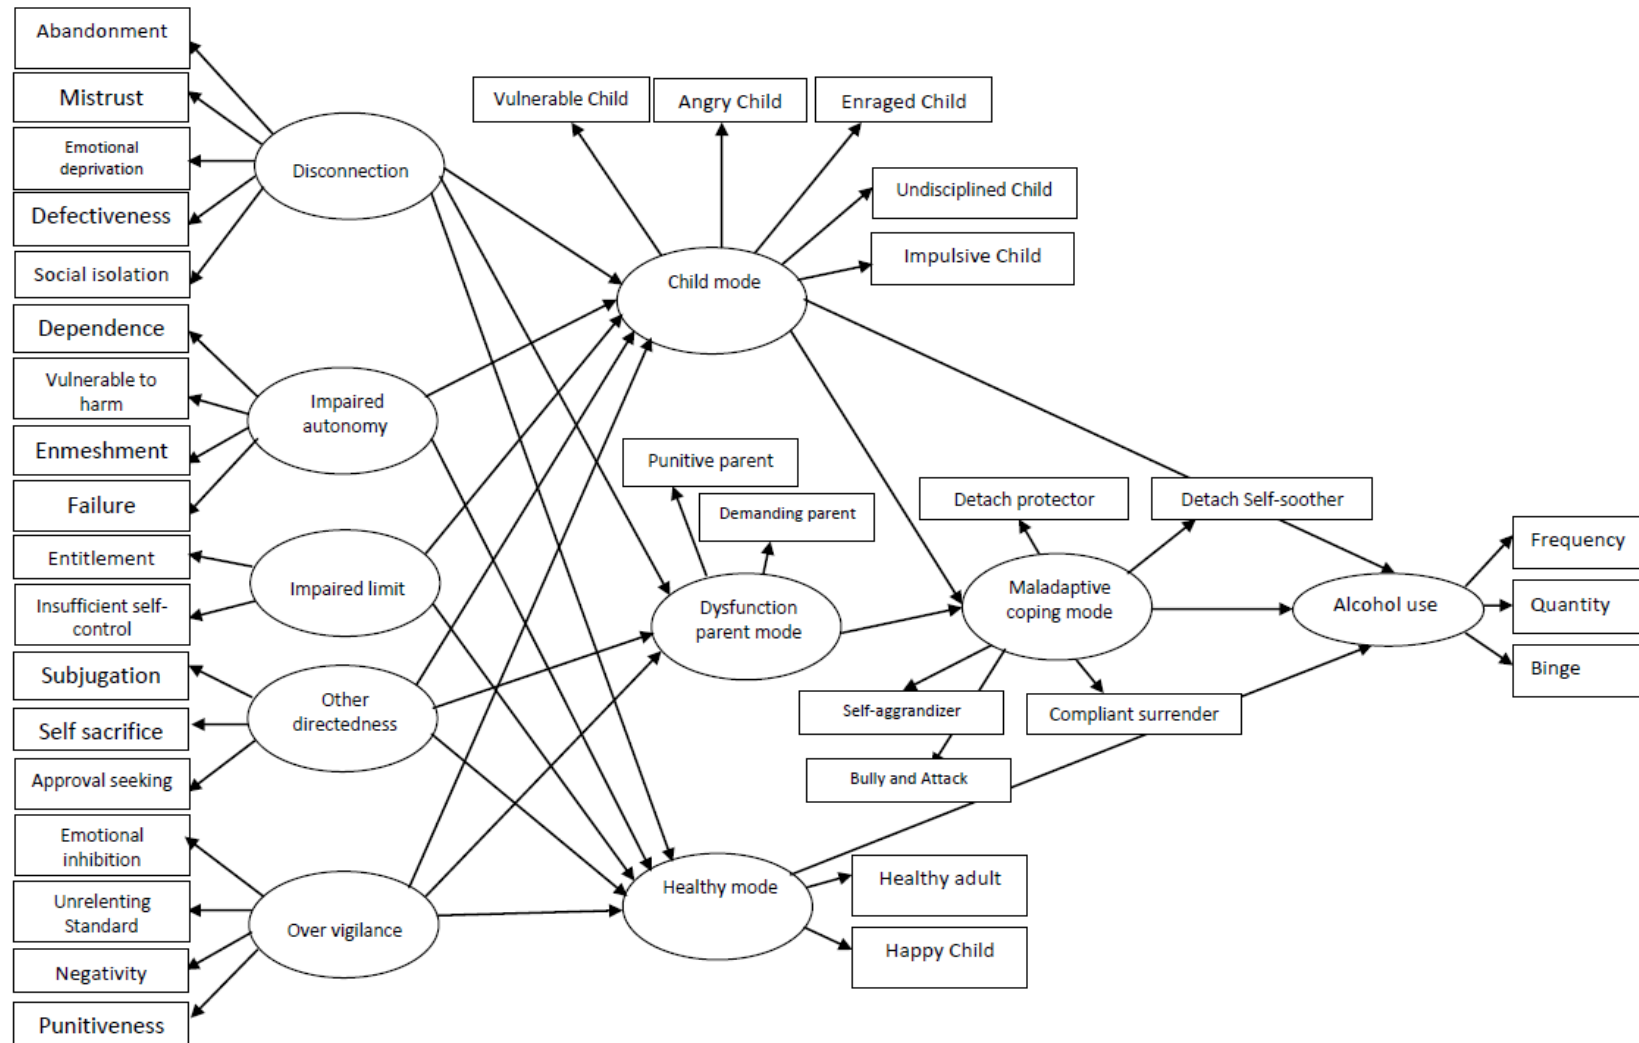 Abandonment
Mistrust
Emotional
deprivation
Defectiveness
Social isolation
Dependence
Vulnerable to
harm
Enmeshment
Failure
Entitlement
Insufficient self-
control
Subjugation
Self sacrifice
Approval seeking
Emotional
inhibition
Unrelenting
Standard
Negativity
Punitiveness
Disconnection
Impaired
autonomy
Impaired limit
Other
directedness
Over vigilance
Vulnerable Child
Angry Child
Enraged Child
Undisciplined Child
Impulsive Child
Child mode
Punitive parent
Demanding parent
Dysfunction
parent mode
Healthy mode
Healthy adult
Happy Child
Detach protector
Detach Self-soother
Maladaptive
coping mode
Self-aggrandizer
Compliant surrender
Bully and Attack
Alcohol use
Frequency
Quantity
Binge